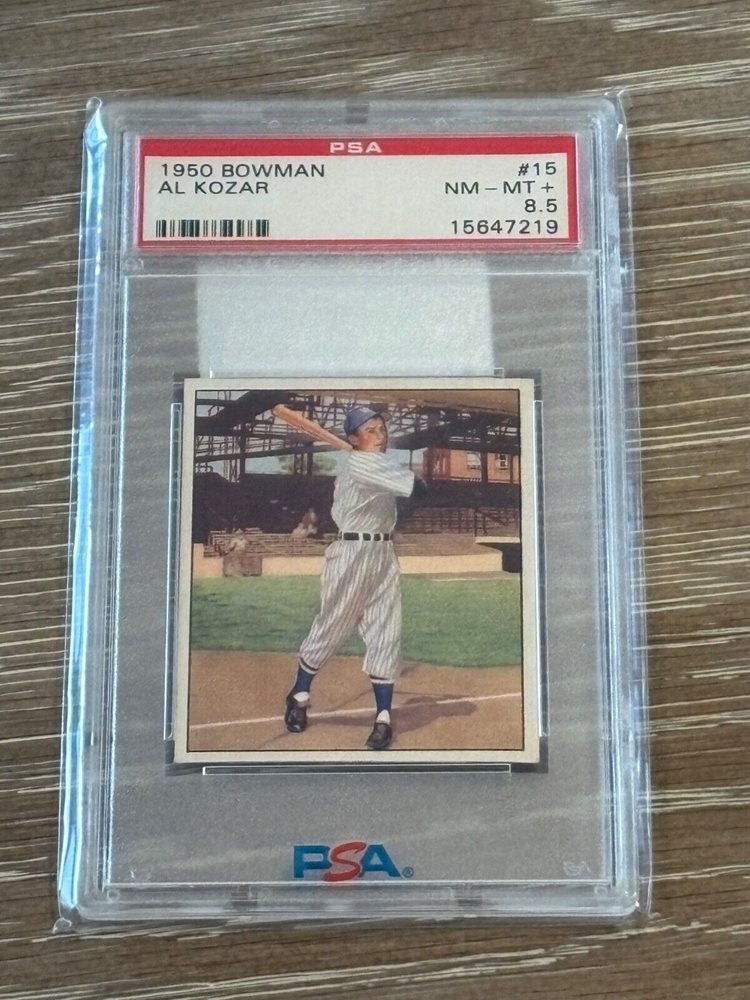 PSA
1950 BOWMAN #15
AL KOZAR NM - MT +
8.5
15647219
PSA®